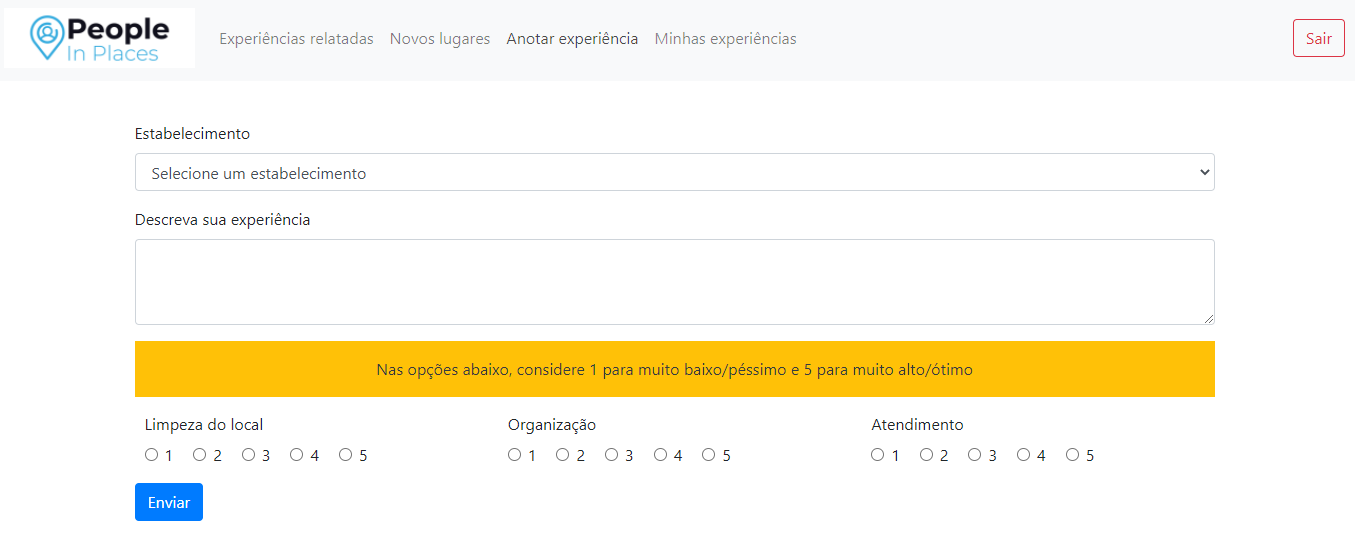 People
In Places
Experiências relatadas Novos lugares Anotar experiência Minhas experiências Sair
Estabelecimento
Selecione um estabelecimento
Descreva sua experiência
Nas opções abaixo, considere 1 para muito baixo/péssimo e 5 para muito alto/ótimo
Limpeza do local Organização Atendimento
1 2 3 4 5 1 2 3 4 5 1 2 3 4 5
Enviar